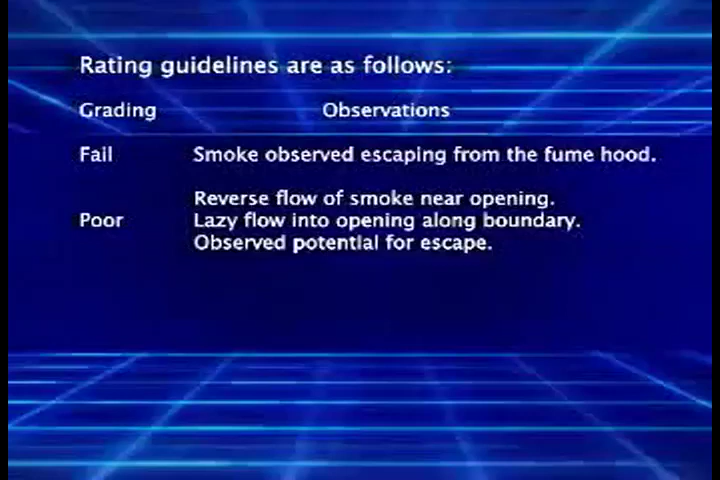 Rating guidelines are as follows:
Grading Observations
Fail Smoke observed escaping from the fume hood.
Reverse flow of smoke near opening.
Poor Lazy flow into opening along boundary.
Observed potential for escape.